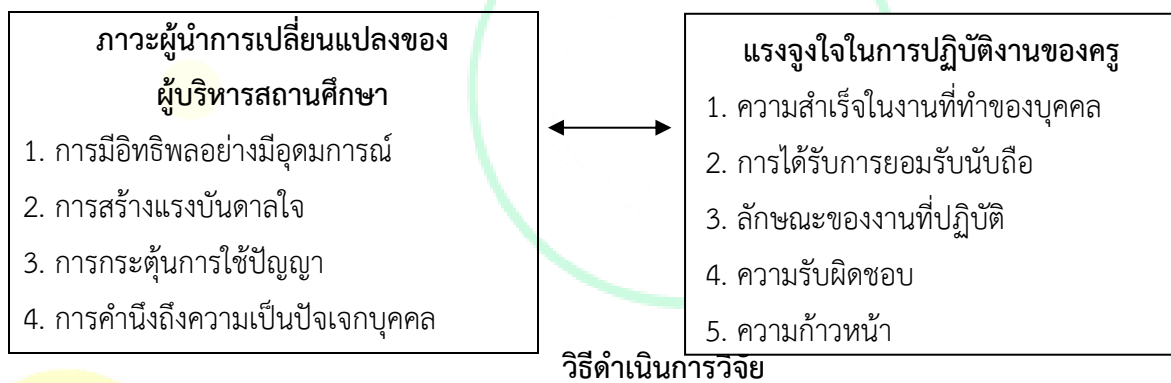 ภาวะผู้นำการเปลี่ยนแปลงของ
ผู้บริหารสถานศึกษา
1. การมีอิทธิพลอย่างมีอุดมการณ์
2. การสร้างแรงบันดาลใจ
3. การกระตุ้นการใช้ปัญญา
4. การคำนึงถึงความเป็นปัจเจกบุคคล
แรงจูงใจในการปฏิบัติงานของครู
1. ความสำเร็จในงานที่ทำของบุคคล
2. การได้รับการยอมรับนับถือ
3. ลักษณะของงานที่ปฏิบัติ
4. ความรับผิดชอบ
5. ความก้าวหน้า
วิธีดำเนินการวิจัย